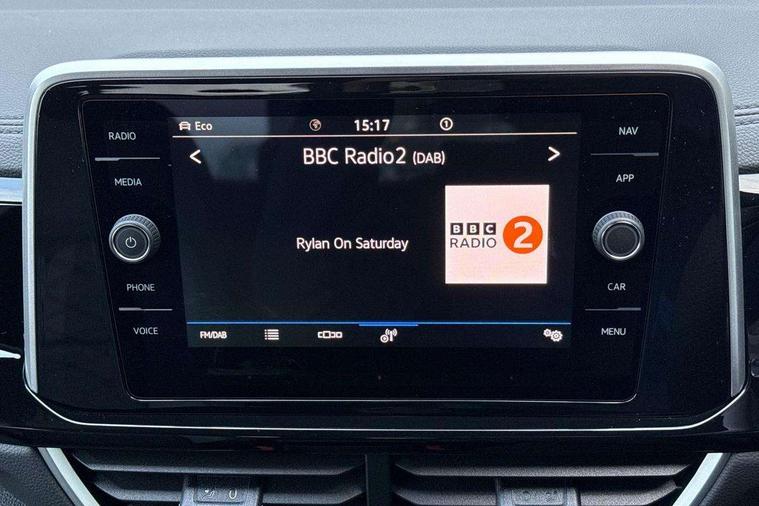 RADIO
MEDIA
PHONE
VOICE
Eco
15:17
1
< BBC Radio2 (DAB) >
Rylan On Saturday
BBC
RADIO 2
FM/DAB
NAV
APP
CAR
MENU